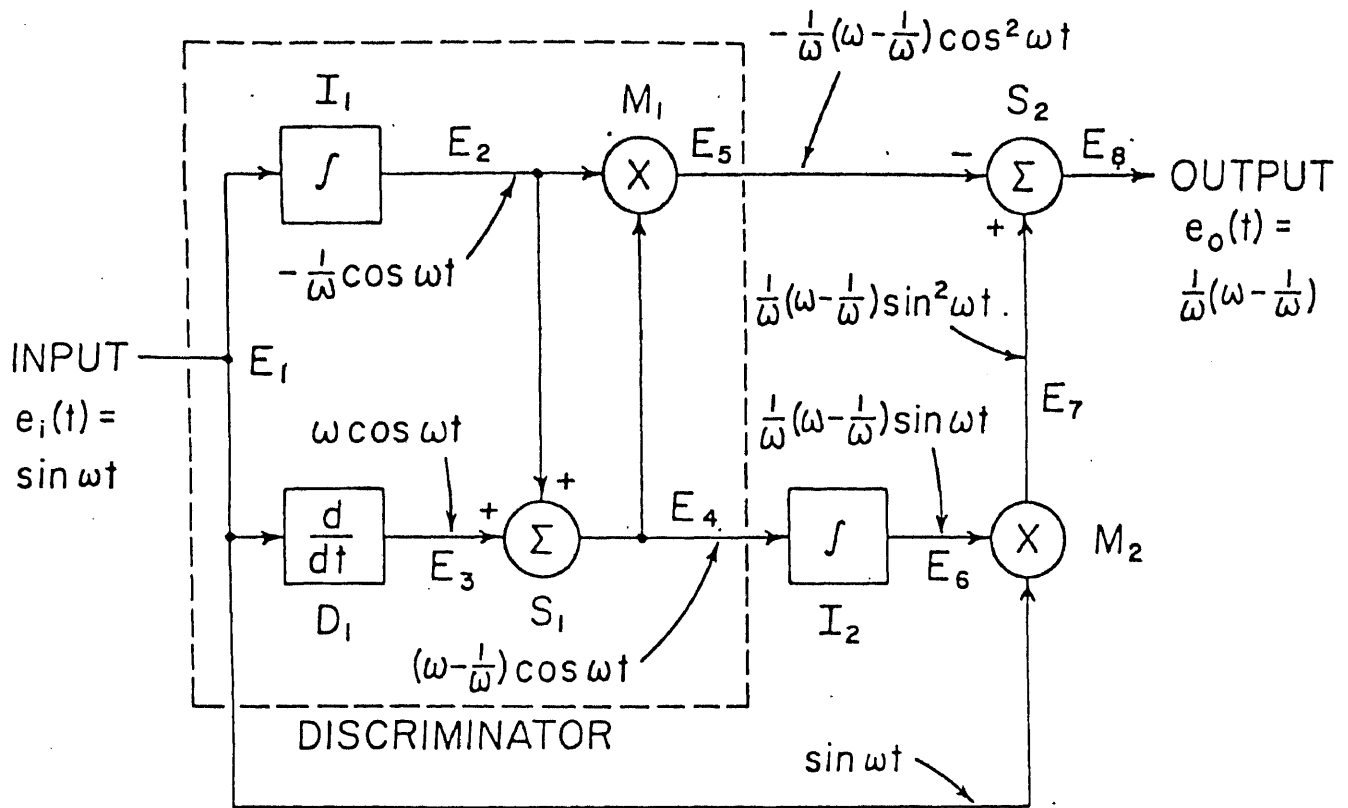 -1/ω(ω-1/ω)cos²ωt
I₁
M₁
S₂
E₂
E₅
E₈
∫
X
-
Σ
OUTPUT
e₀(t) =
+
1/ω(ω-1/ω)
-1/ω cos ωt
1/ω(ω-1/ω)sin²ωt.
INPUT
E₁
eᵢ(t) =
sin ωt
E₇
ω cos ωt
1/ω(ω-1/ω)sin ωt
+
+
E₄
d/dt
E₃
Σ
∫
E₆
X
M₂
D₁
S₁
I₂
(ω-1/ω)cos ωt
DISCRIMINATOR
sin ωt